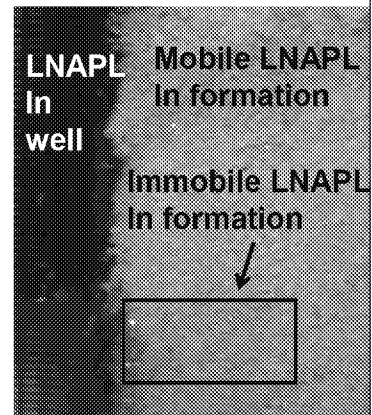 LNAPL
In
well
Mobile LNAPL
In formation
Immobile LNAPL
In formation